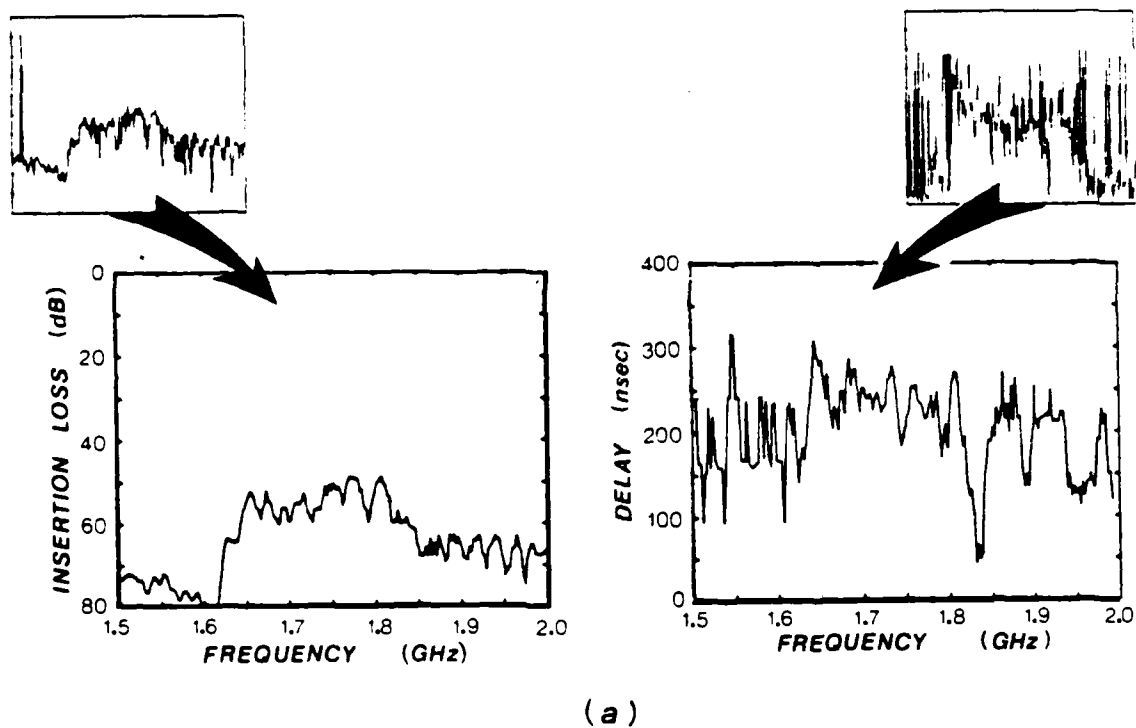 INSERTION LOSS (dB)
0
20
40
60
80
1.5 1.6 1.7 1.8 1.9 2.0
FREQUENCY (GHz)
DELAY (nsec)
400
300
200
100
0
1.5 1.6 1.7 1.8 1.9 2.0
FREQUENCY (GHz)
(a)